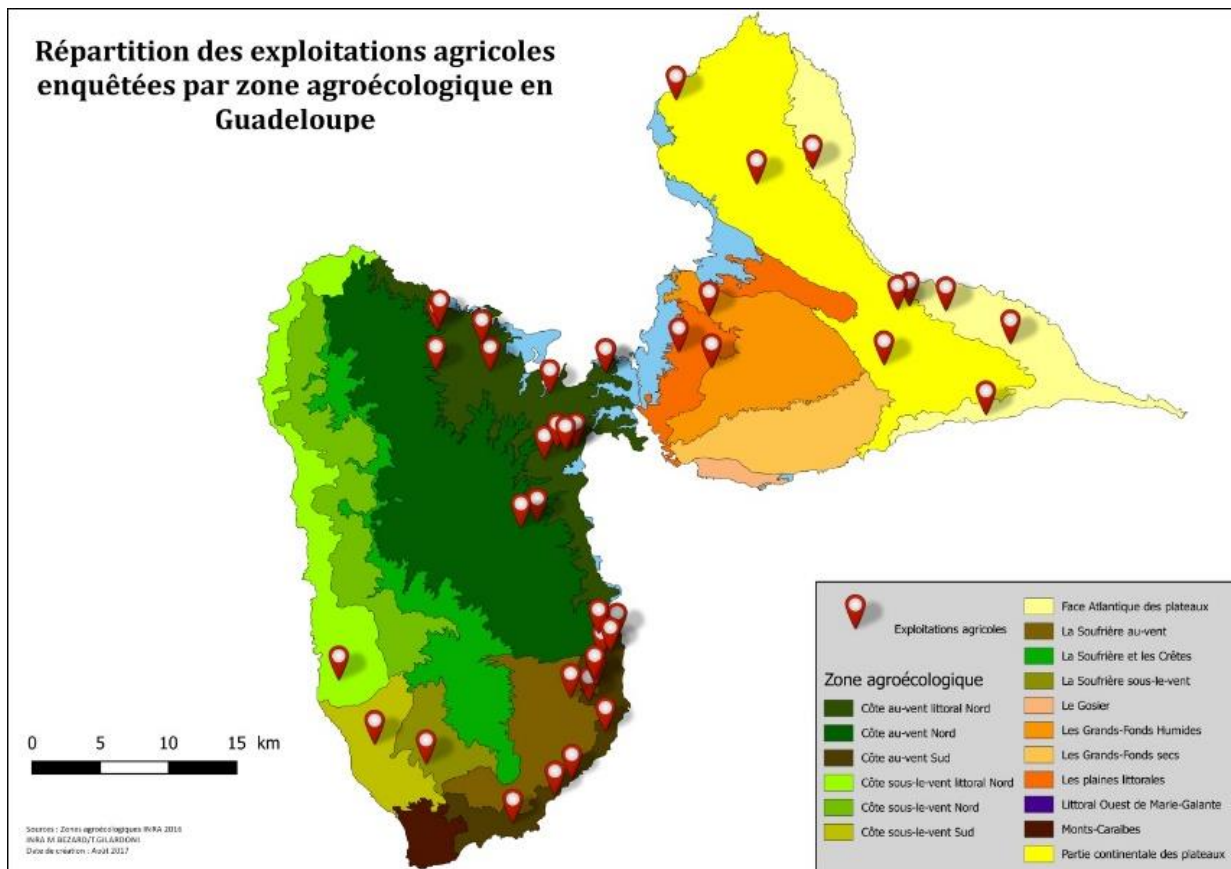 Répartition des exploitations agricoles
enquêtées par zone agroécologique en
Guadeloupe
0 5 10 15 km
Sources : Zones agroécologiques INRA 2016
INRA M.BEZARD/T.GILARDONI
Date de création : Août 2017
Exploitations agricoles
Zone agroécologique
Côte au-vent littoral Nord
Côte au-vent Nord
Côte au-vent Sud
Côte sous-le-vent littoral Nord
Côte sous-le-vent Nord
Côte sous-le-vent Sud
Face Atlantique des plateaux
La Soufrière au-vent
La Soufrière et les Crêtes
La Soufrière sous-le-vent
Le Gosier
Les Grands-Fonds Humides
Les Grands-Fonds secs
Les plaines littorales
Littoral Ouest de Marie-Galante
Monts-Caraïbes
Partie continentale des plateaux